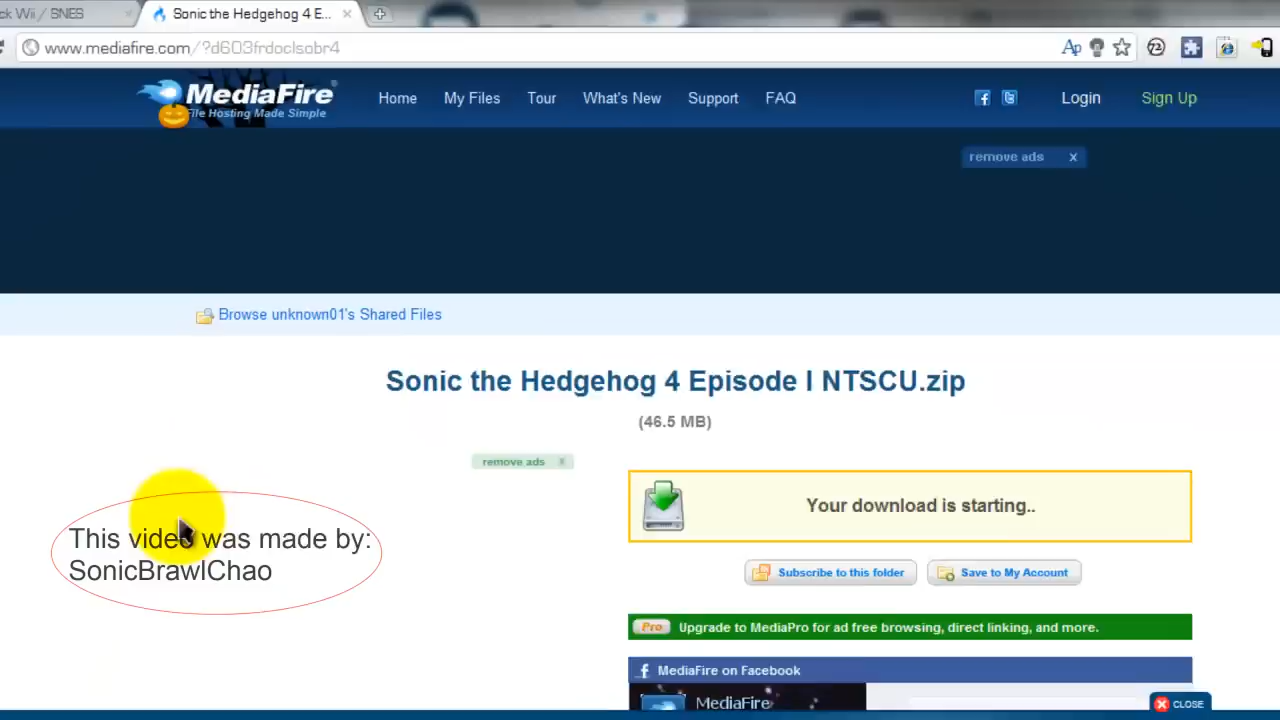 ck Wii / SNES
Sonic the Hedgehog 4 E...
www.mediafire.com/?d603frdoclsobr4
MediaFire
File Hosting Made Simple
Home
My Files
Tour
What's New
Support
FAQ
Login
Sign Up
remove ads x
Browse unknown01's Shared Files
Sonic the Hedgehog 4 Episode I NTSCU.zip
(46.5 MB)
remove ads x
Your download is starting..
This video was made by:
SonicBrawlChao
Subscribe to this folder
Save to My Account
Pro Upgrade to MediaPro for ad free browsing, direct linking, and more.
MediaFire on Facebook
MediaFire
CLOSE